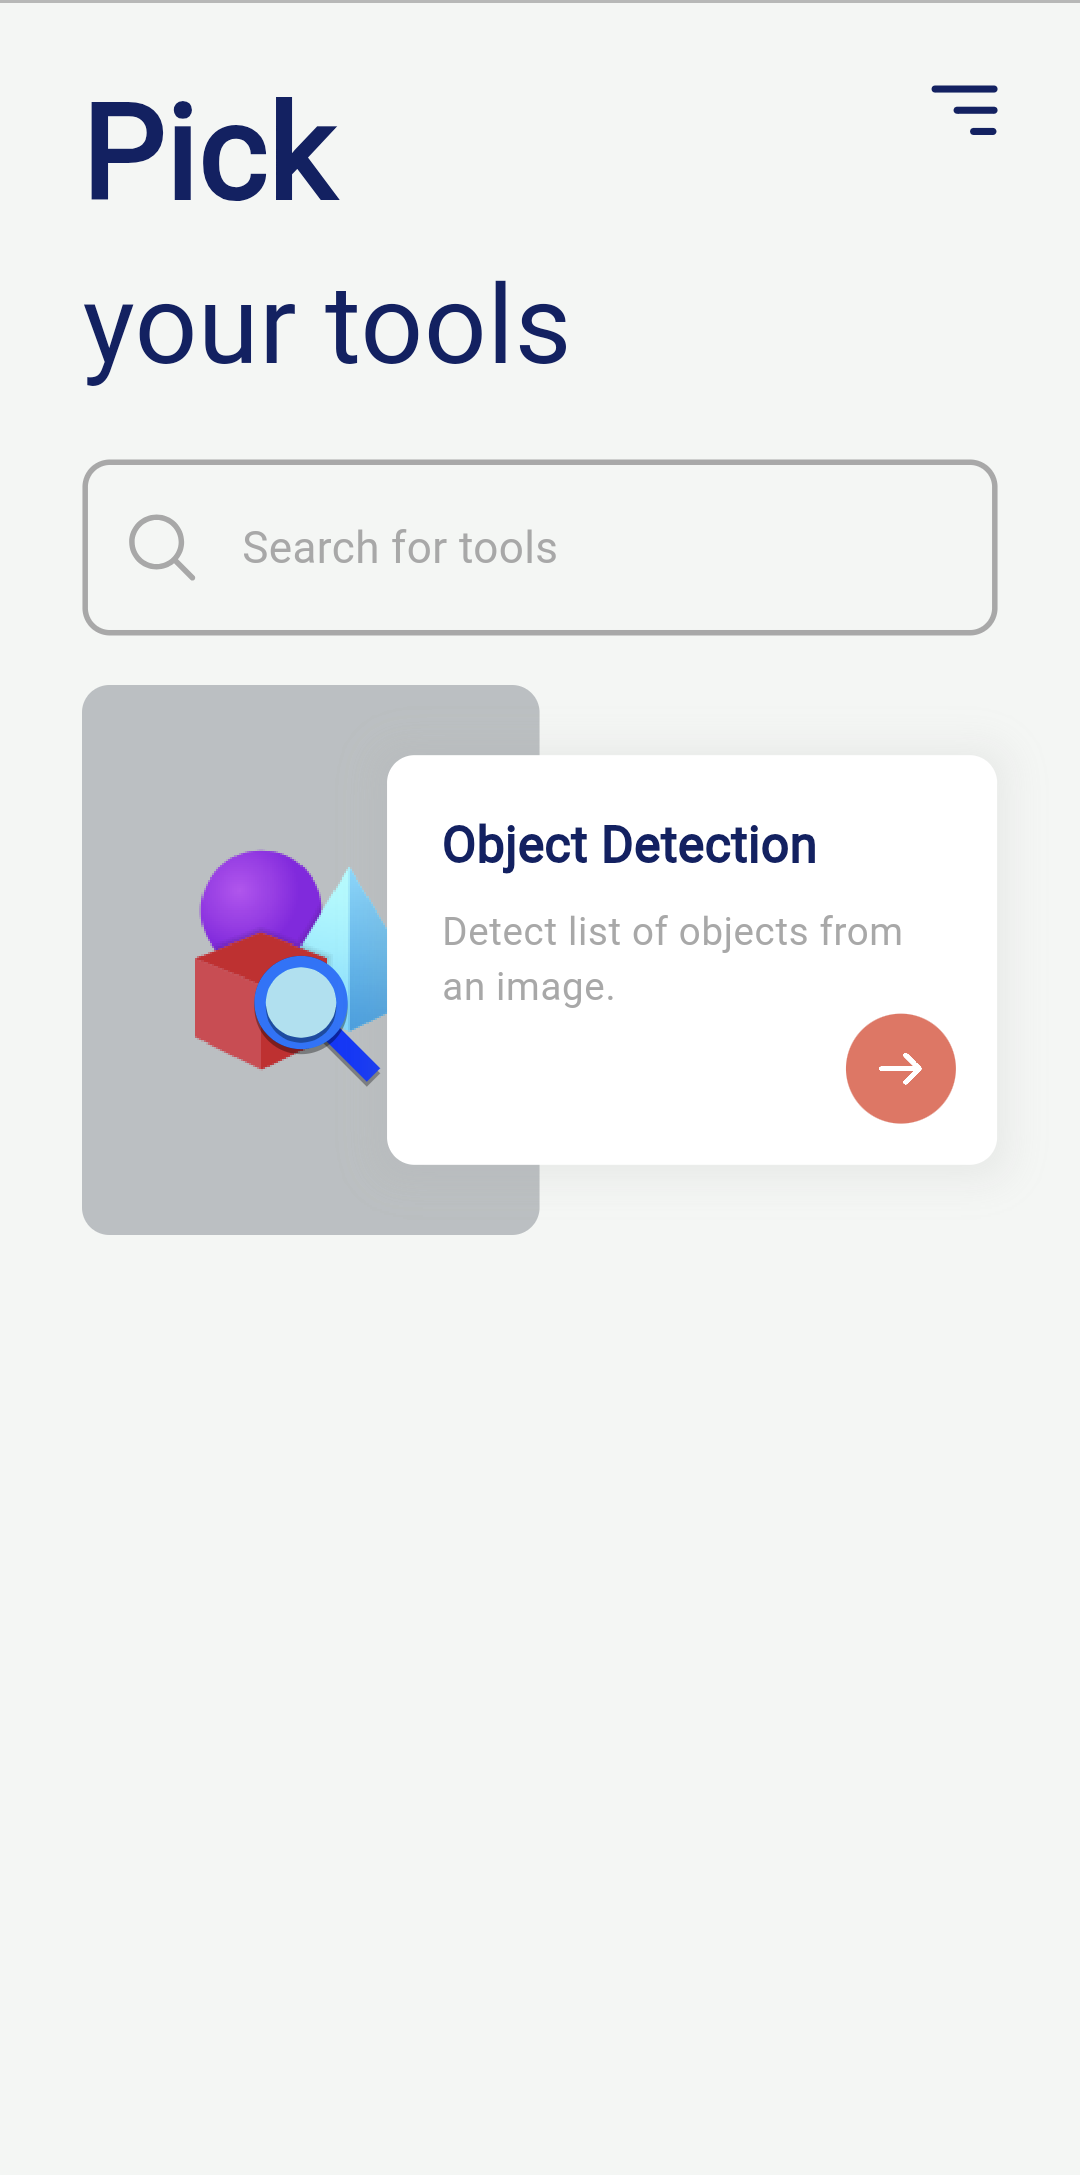 Pick
your tools
Search for tools
Object Detection
Detect list of objects from
an image.